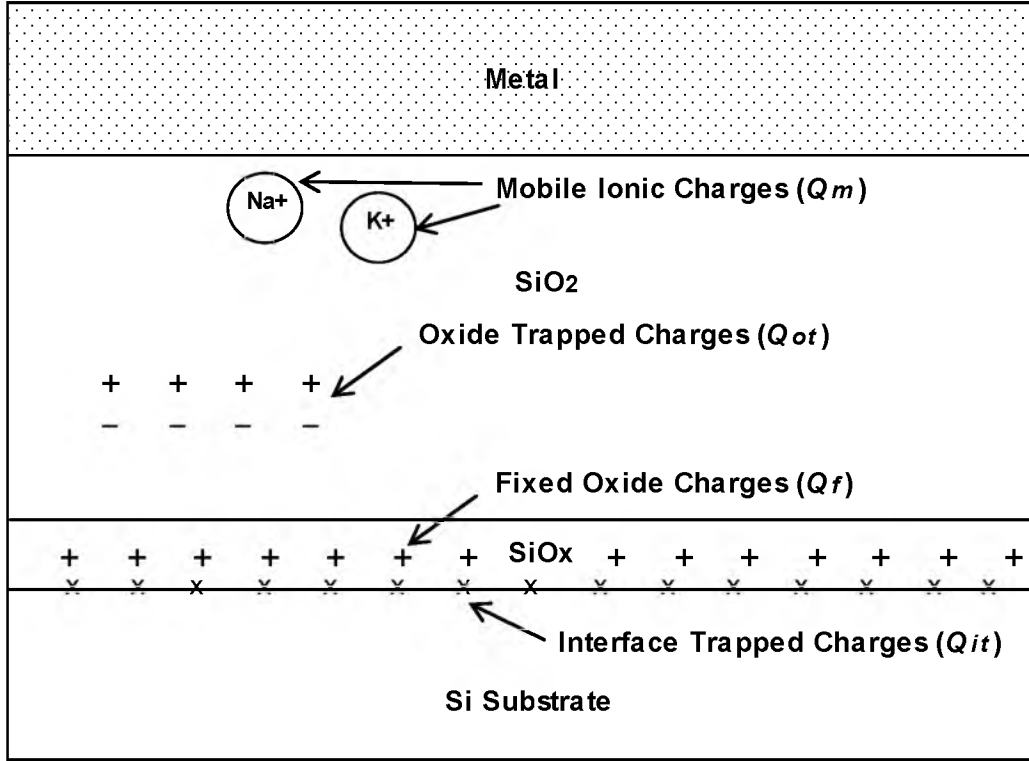 Metal
Mobile Ionic Charges (Qm)
Na+
K+
SiO2
Oxide Trapped Charges (Qot)
+ + + +
− − − −
Fixed Oxide Charges (Qf)
+ + + + + + + SiOx + + + + + + +
x x x x x x x x x x x x x x
Interface Trapped Charges (Qit)
Si Substrate